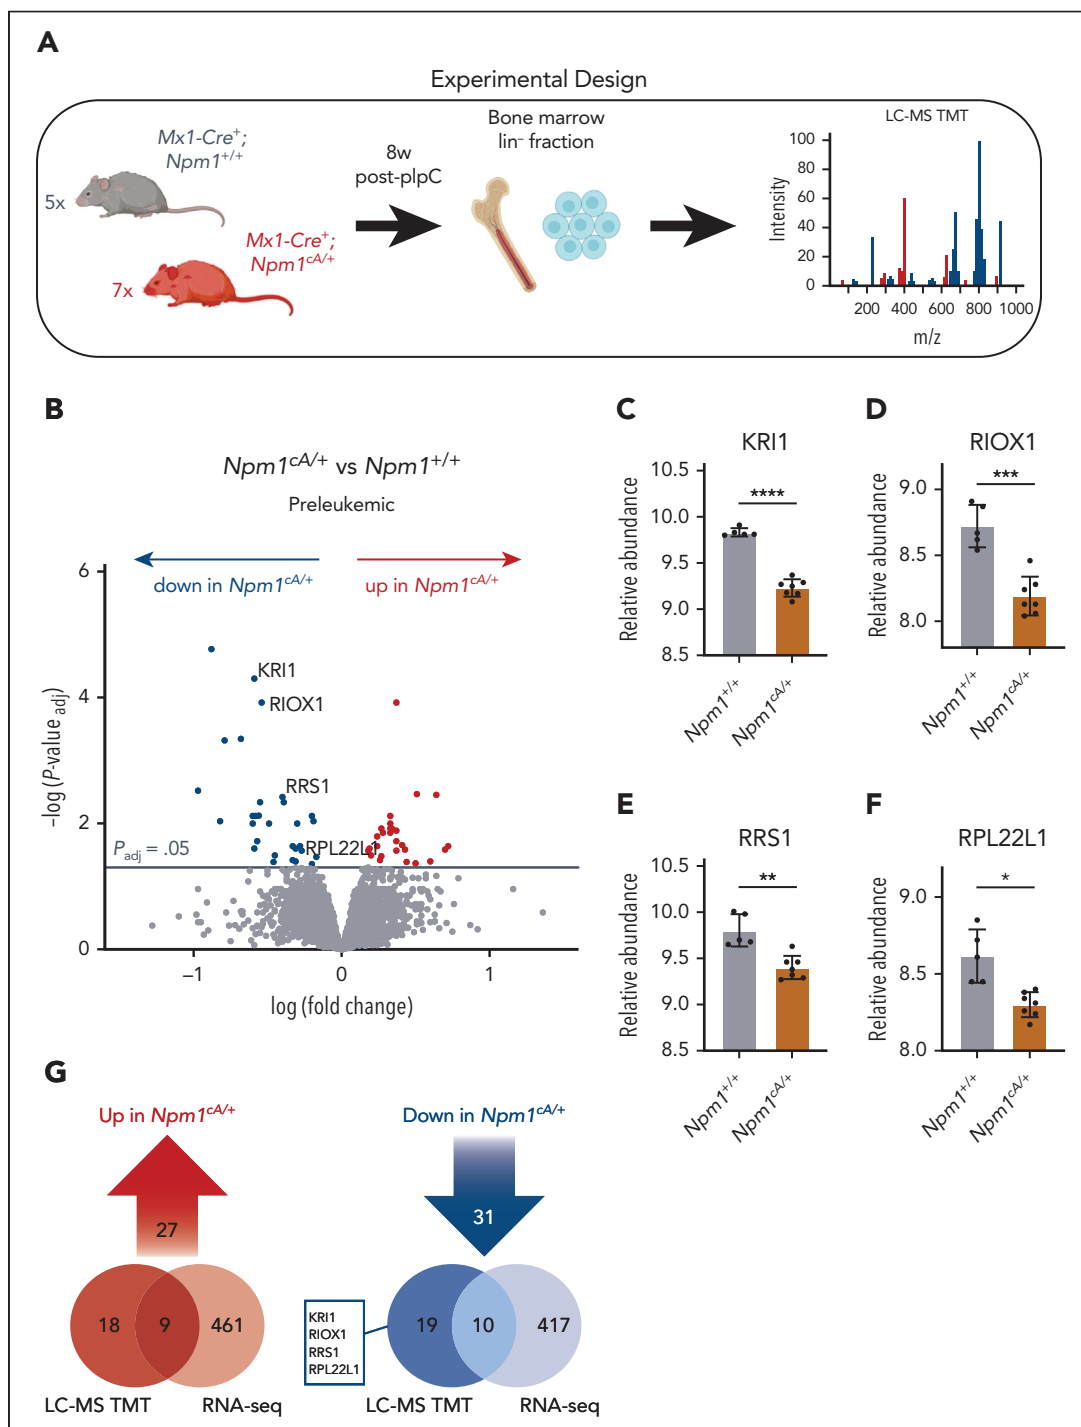 A
Experimental Design
Mx1-Cre⁺;
Npm1⁺/⁺
5x
Mx1-Cre⁺;
Npm1ᶜᴬ/⁺
7x
8w
post-pIpC
Bone marrow
lin⁻ fraction
LC-MS TMT
Intensity
100
80
60
40
20
0
200 400 600 800 1000
m/z
B
Npm1ᶜᴬ/⁺ vs Npm1⁺/⁺
Preleukemic
down in Npm1ᶜᴬ/⁺
up in Npm1ᶜᴬ/⁺
–log (P-value adj)
6
4
2
0
KRI1
RIOX1
RRS1
RPL22L1
Padj = .05
–1 0 1
log (fold change)
C
KRI1
Relative abundance
10.5
10.0
9.5
9.0
8.5
****
Npm1⁺/⁺
Npm1ᶜᴬ/⁺
D
RIOX1
Relative abundance
9.0
8.5
8.0
***
Npm1⁺/⁺
Npm1ᶜᴬ/⁺
E
RRS1
Relative abundance
10.5
10.0
9.5
9.0
8.5
**
Npm1⁺/⁺
Npm1ᶜᴬ/⁺
F
RPL22L1
Relative abundance
9.0
8.5
8.0
*
Npm1⁺/⁺
Npm1ᶜᴬ/⁺
G
Up in Npm1ᶜᴬ/⁺
27
18 9 461
LC-MS TMT RNA-seq
Down in Npm1ᶜᴬ/⁺
31
KRI1
RIOX1
RRS1
RPL22L1
19 10 417
LC-MS TMT RNA-seq